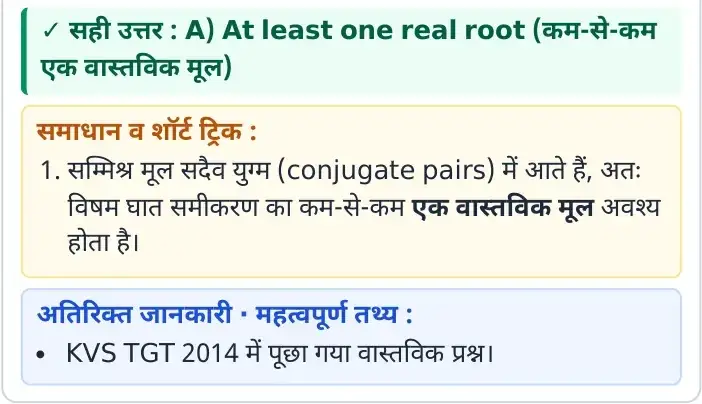 ✓ सही उत्तर : A) At least one real root (कम-से-कम
एक वास्तविक मूल)
समाधान व शॉर्ट ट्रिक :
1. सम्मिश्र मूल सदैव युग्म (conjugate pairs) में आते हैं, अतः
विषम घात समीकरण का कम-से-कम एक वास्तविक मूल अवश्य
होता है।
अतिरिक्त जानकारी · महत्वपूर्ण तथ्य :
• KVS TGT 2014 में पूछा गया वास्तविक प्रश्न।